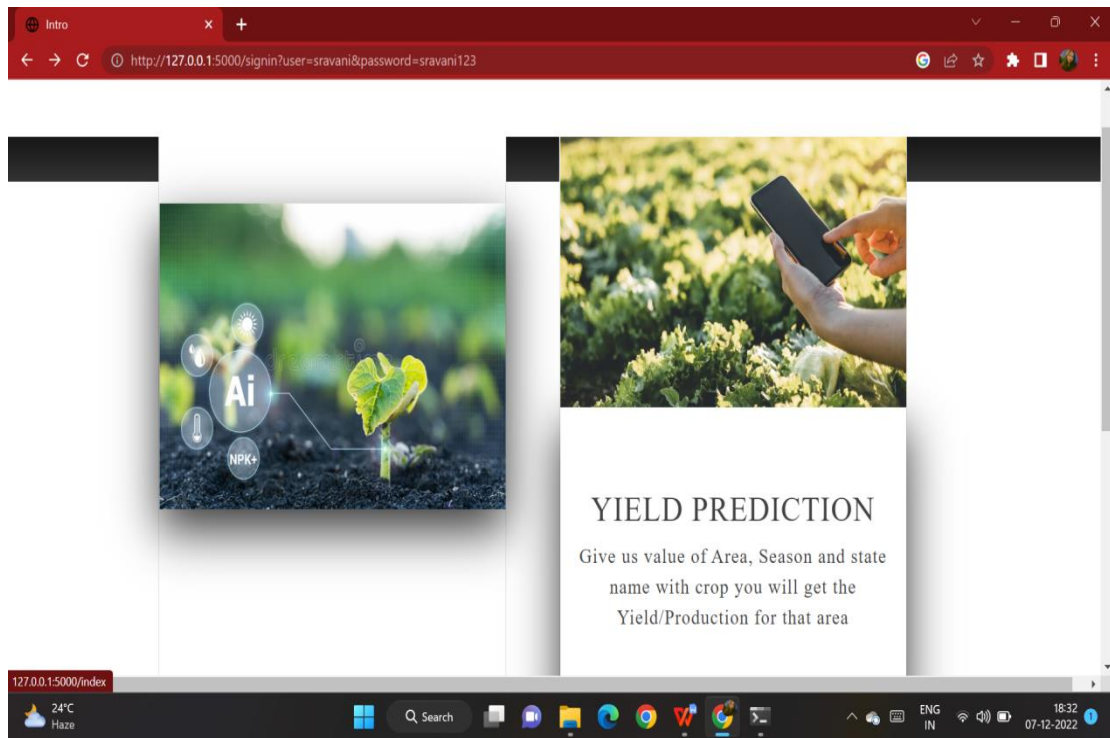 Intro
http://127.0.0.1:5000/signin?user=sravani&password=sravani123
Ai
NPK+
YIELD PREDICTION
Give us value of Area, Season and state
name with crop you will get the
Yield/Production for that area
127.0.0.1:5000/index
24°C
Haze
Search
ENG
IN
18:32
07-12-2022
1